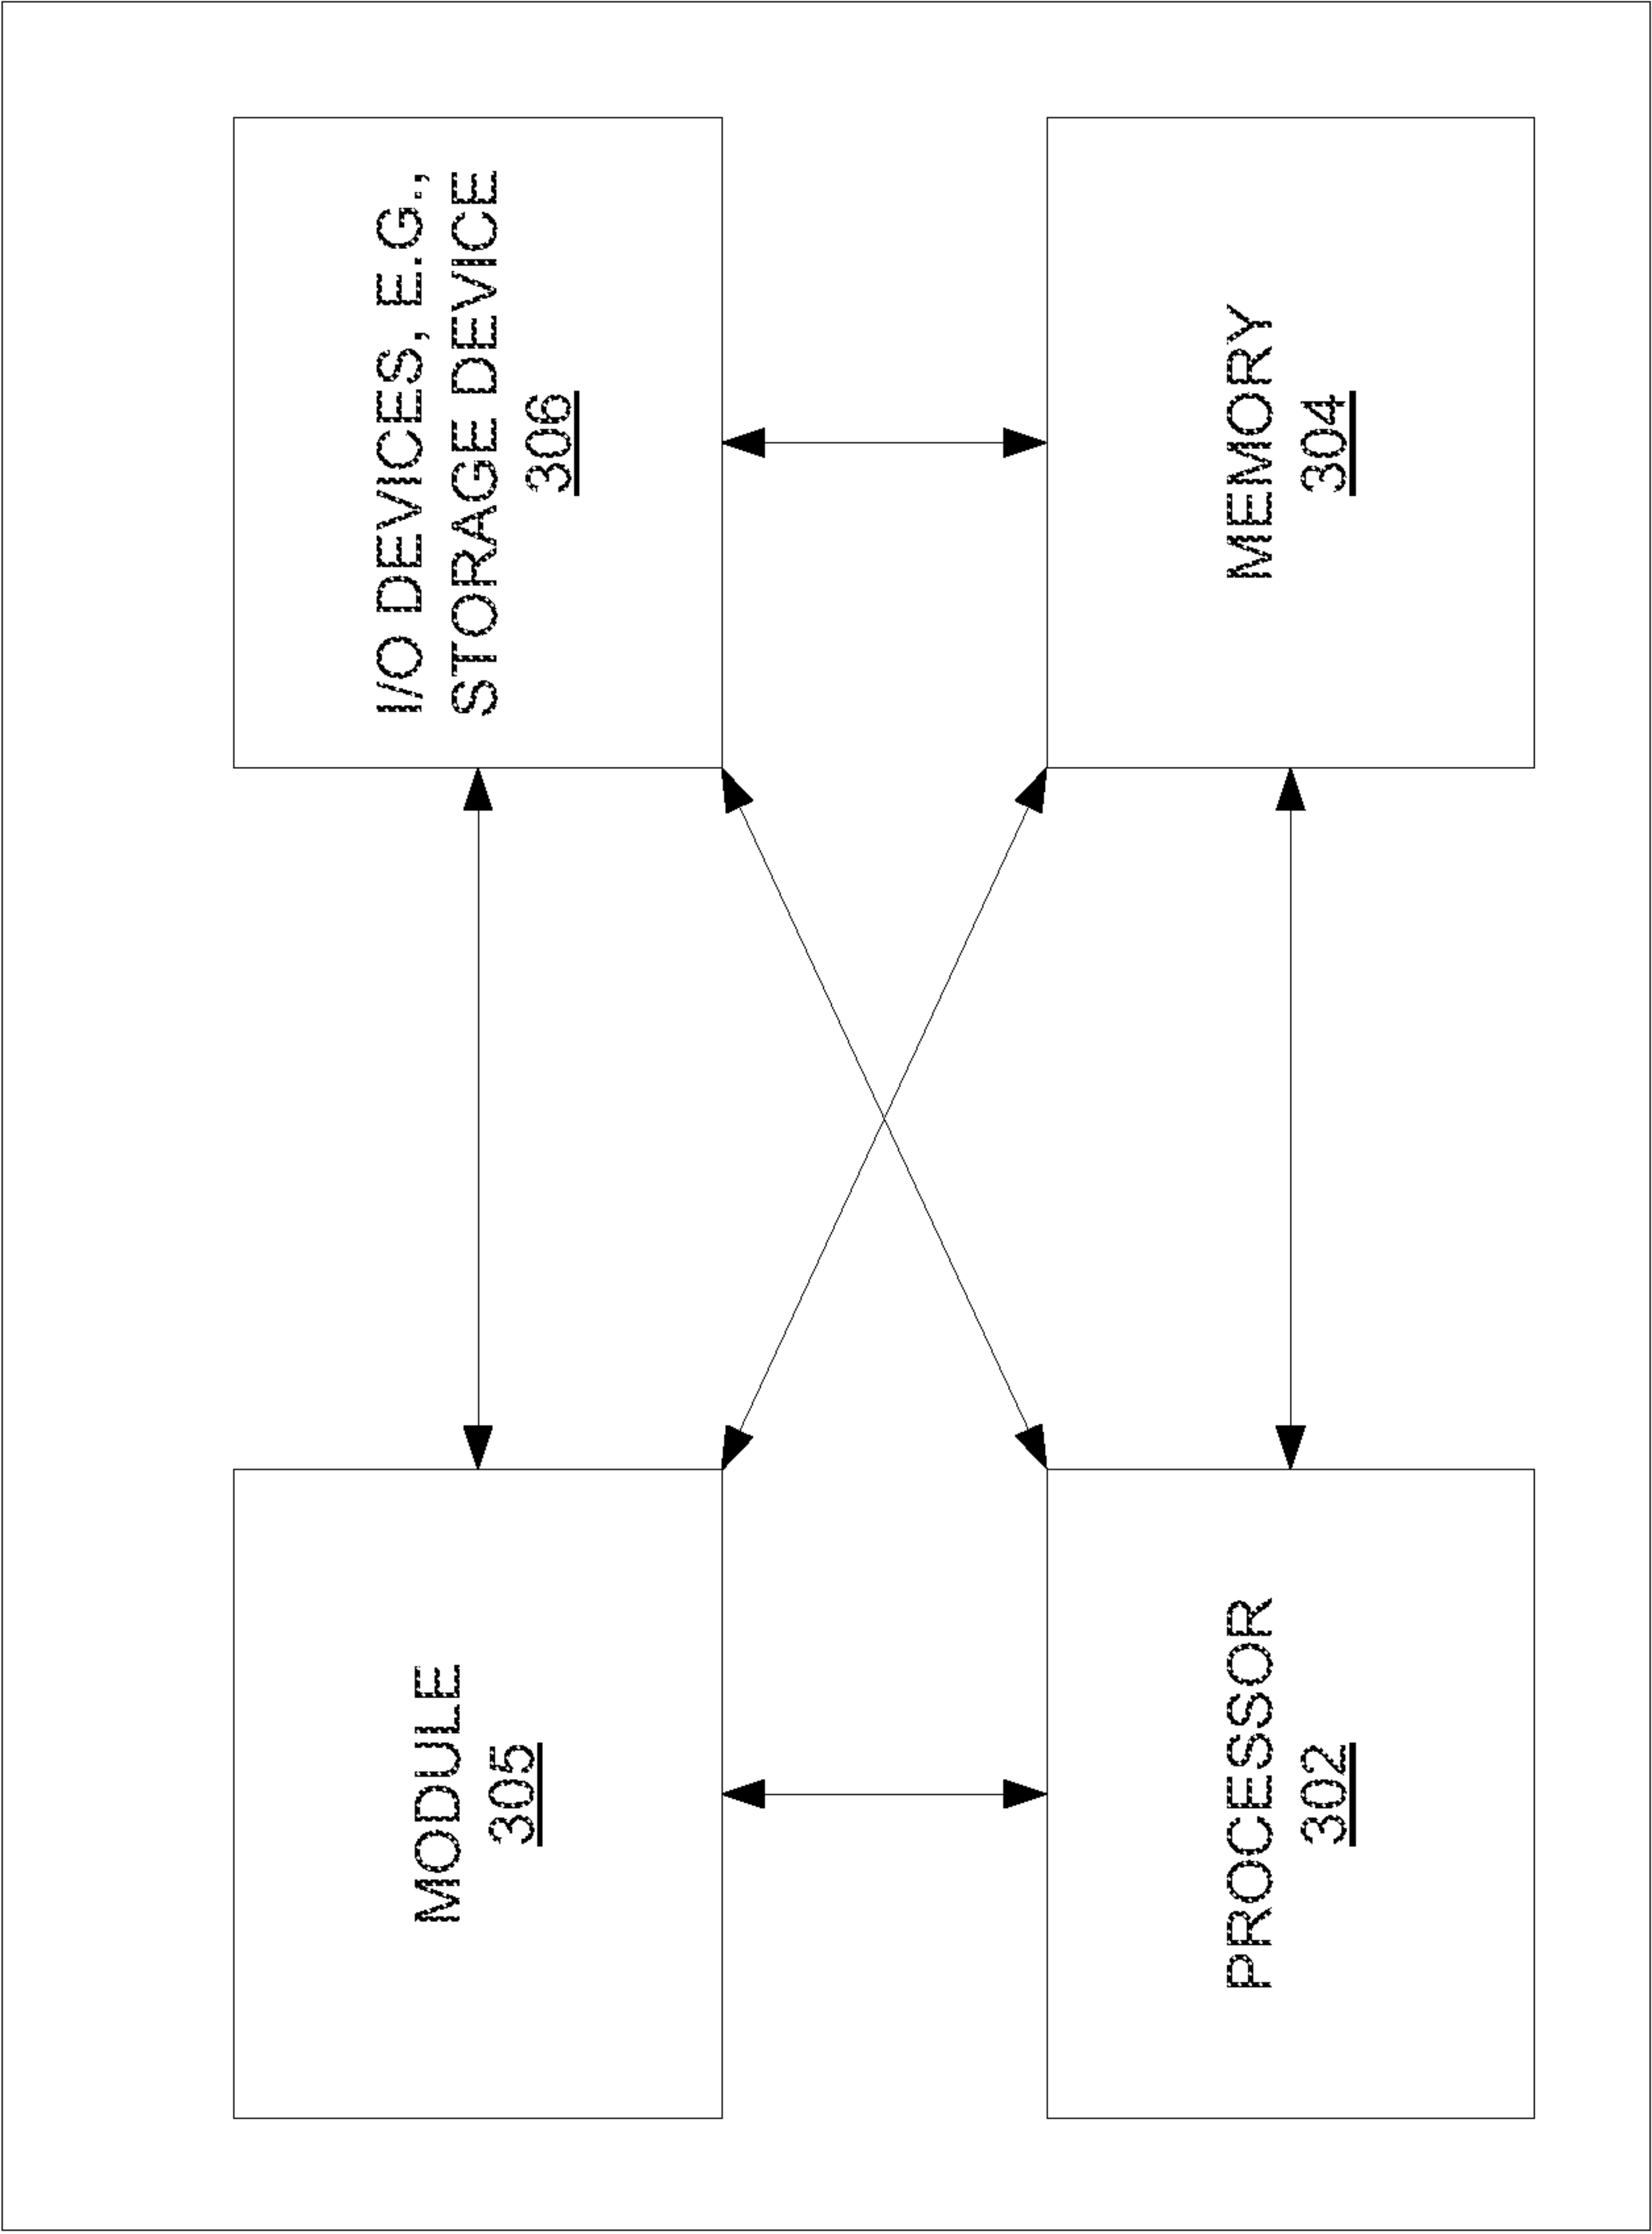 MODULE
305
I/O DEVICES, E.G.,
STORAGE DEVICE
306
PROCESSOR
302
MEMORY
304